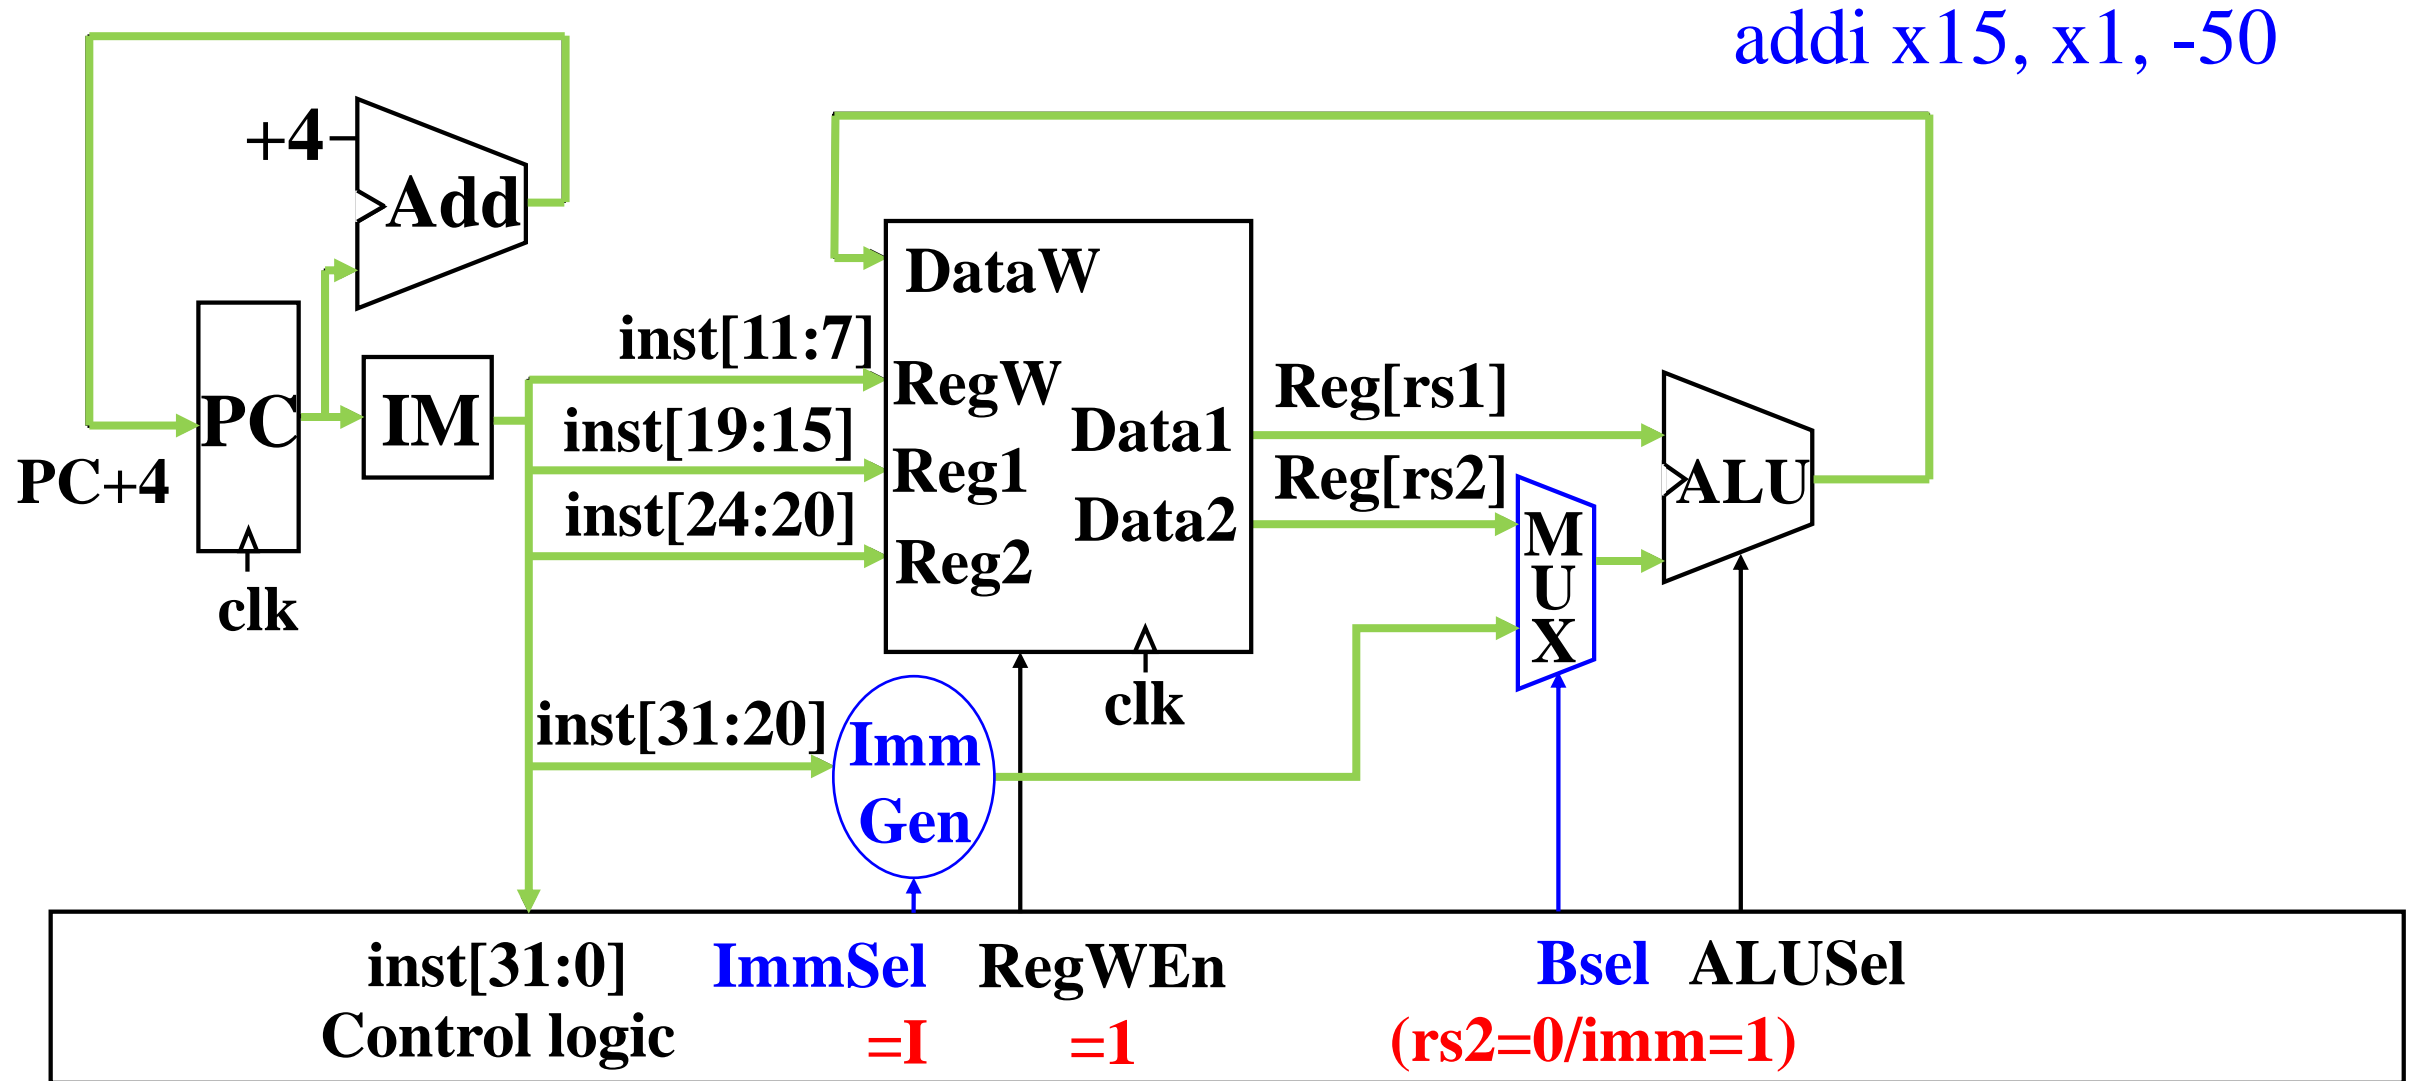 addi x15, x1, -50
+4
Add
DataW
inst[11:7]
RegW
PC
IM
inst[19:15]
Data1
Reg[rs1]
Reg1
PC+4
Reg[rs2]
ALU
inst[24:20]
Data2
M
U
X
Reg2
clk
clk
inst[31:20]
Imm
Gen
inst[31:0]
ImmSel
RegWEn
Bsel
ALUSel
Control logic
=I
=1
(rs2=0/imm=1)